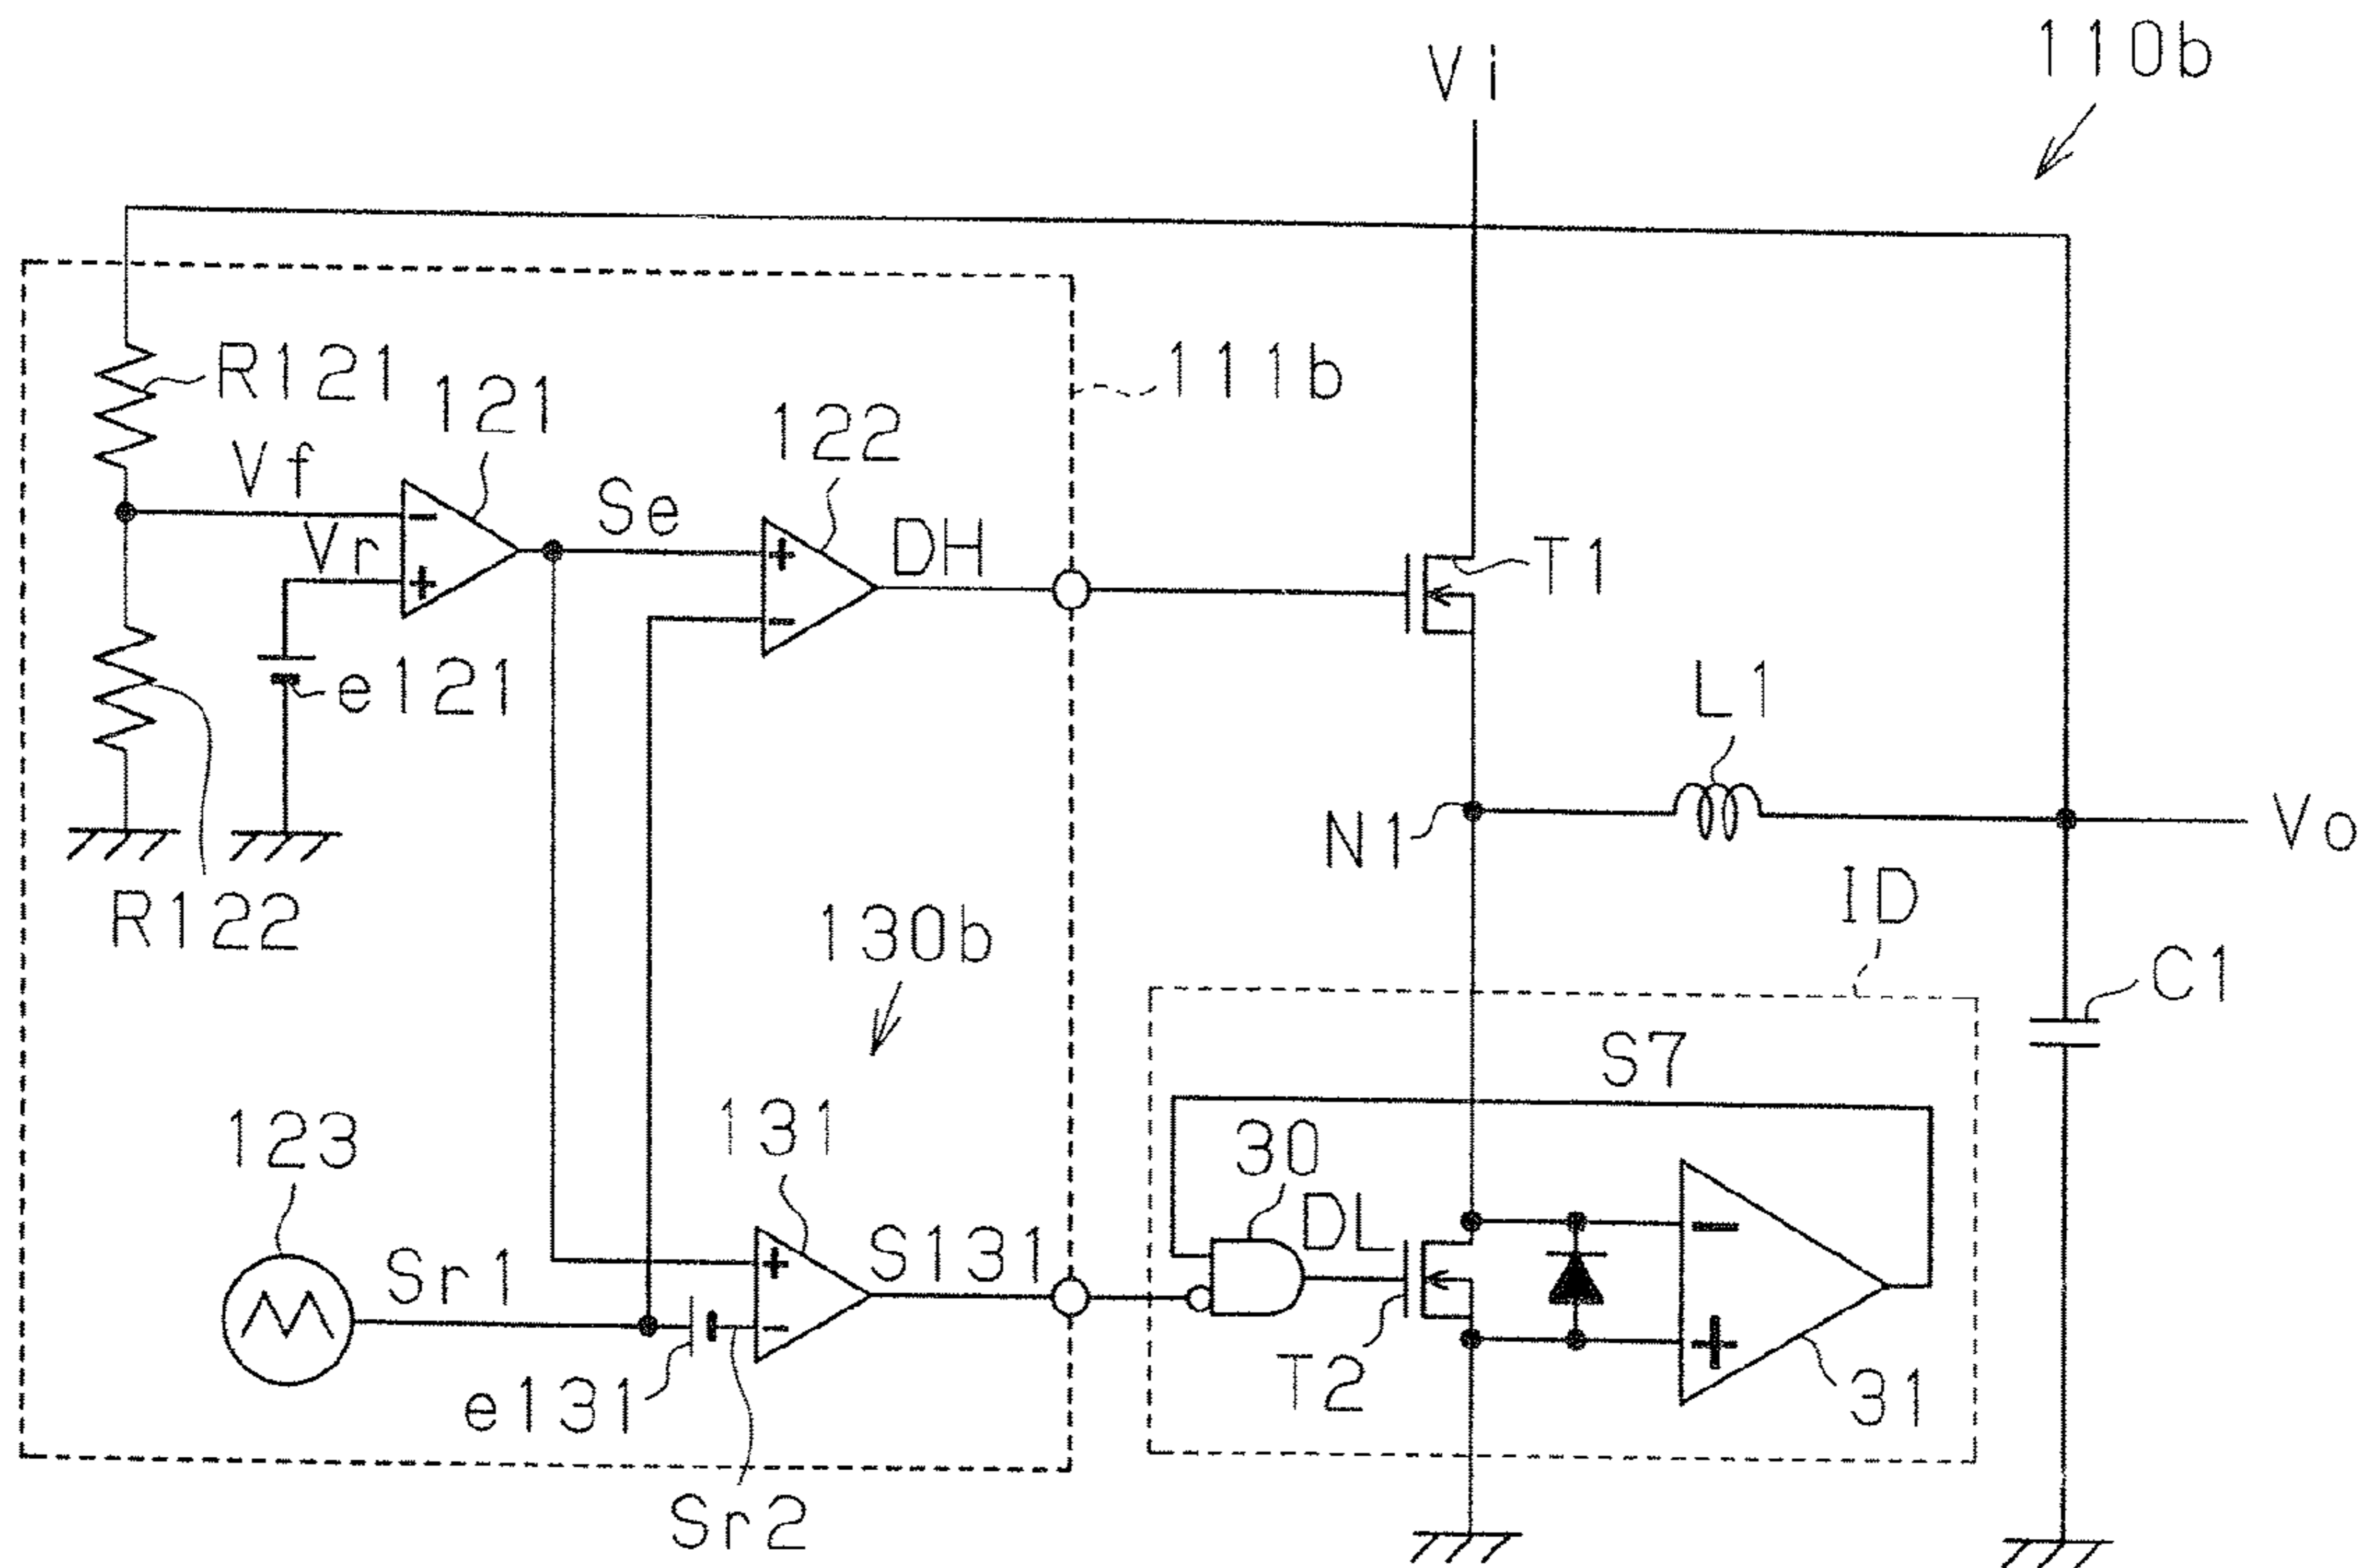 110b
Vi
R121
121
111b
122
Vf
Se
DH
Vr
T1
e121
L1
N1
Vo
R122
130b
ID
C1
S7
123
131
30
DL
Sr1
S131
e131
T2
31
Sr2